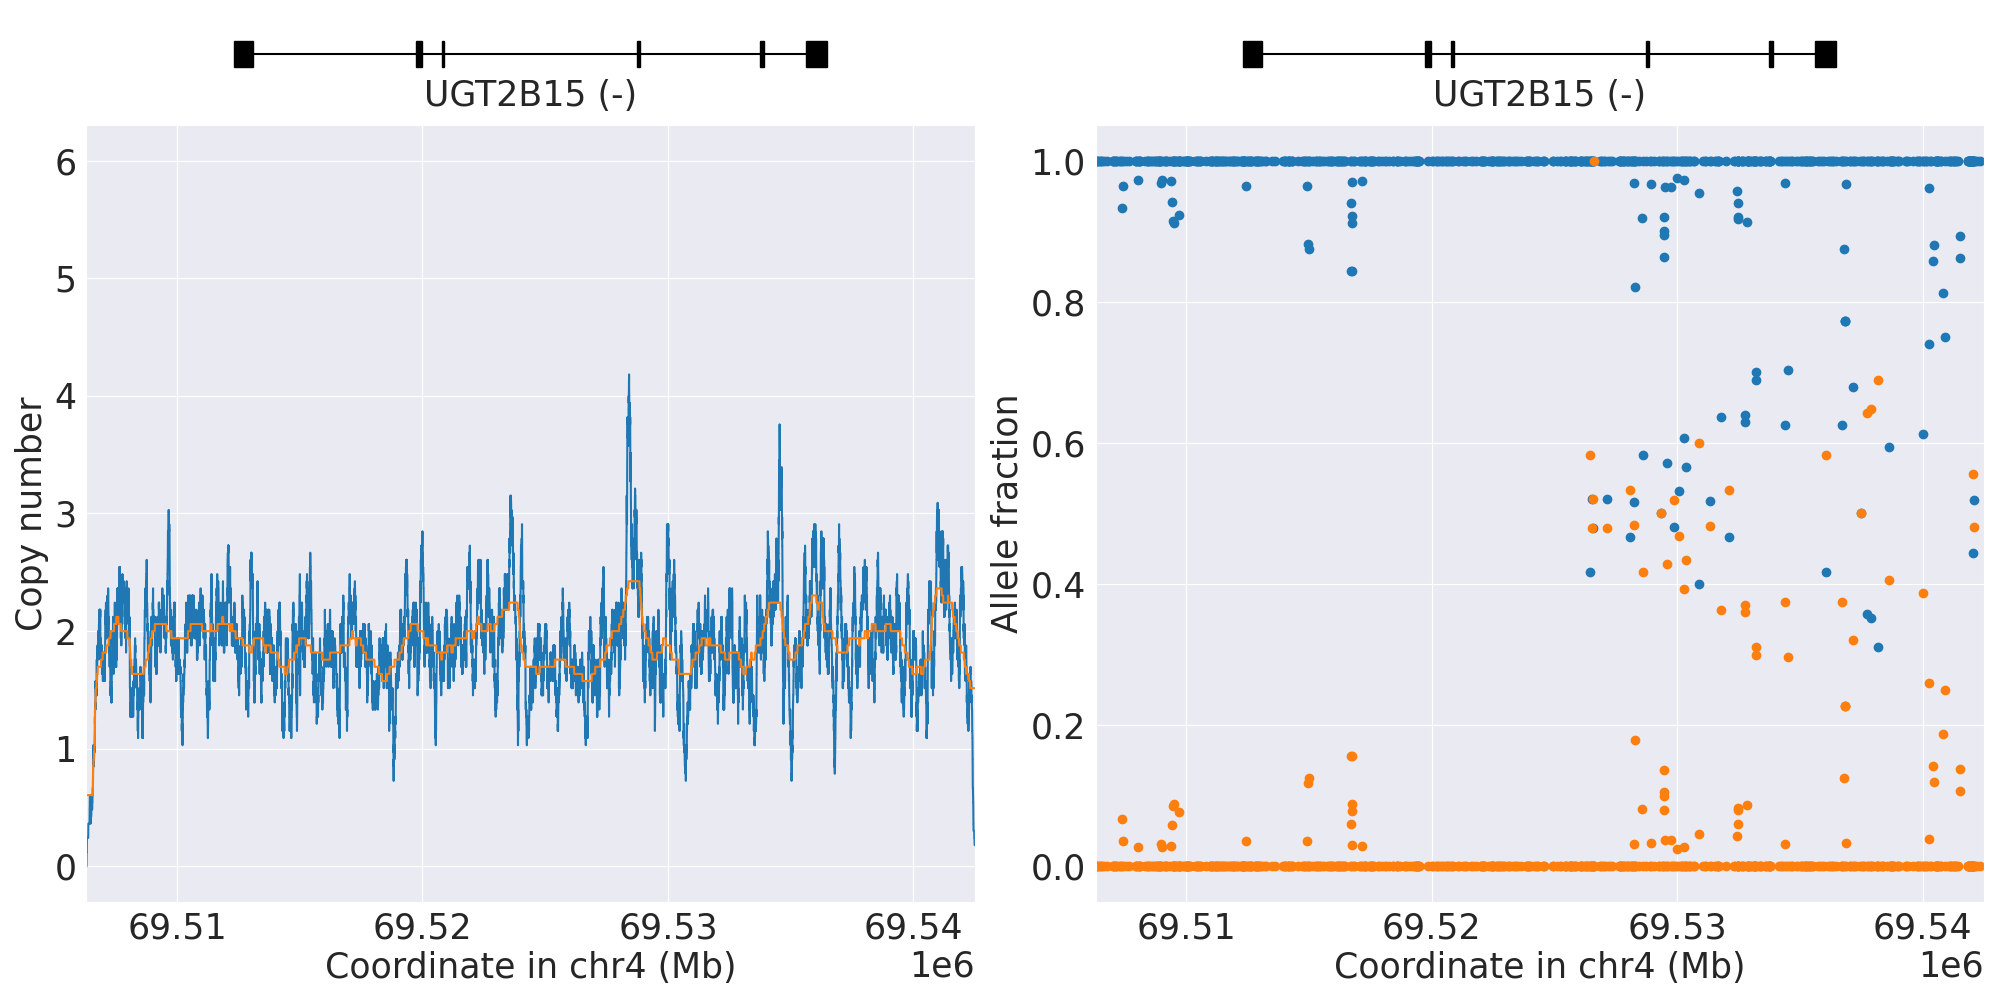 UGT2B15 (-)
6
5
4
3
2
1
0
Copy number
69.51 69.52 69.53 69.54
Coordinate in chr4 (Mb)
1e6
UGT2B15 (-)
1.0
0.8
0.6
0.4
0.2
0.0
Allele fraction
69.51 69.52 69.53 69.54
Coordinate in chr4 (Mb)
1e6